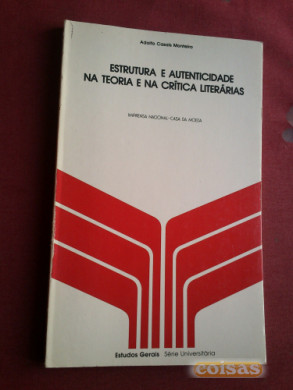 Adolfo Casais Monteiro
ESTRUTURA E AUTENTICIDADE
NA TEORIA E NA CRÍTICA LITERÁRIAS
IMPRENSA NACIONAL-CASA DA MOEDA
Estudos Gerais Série Universitária
coisas